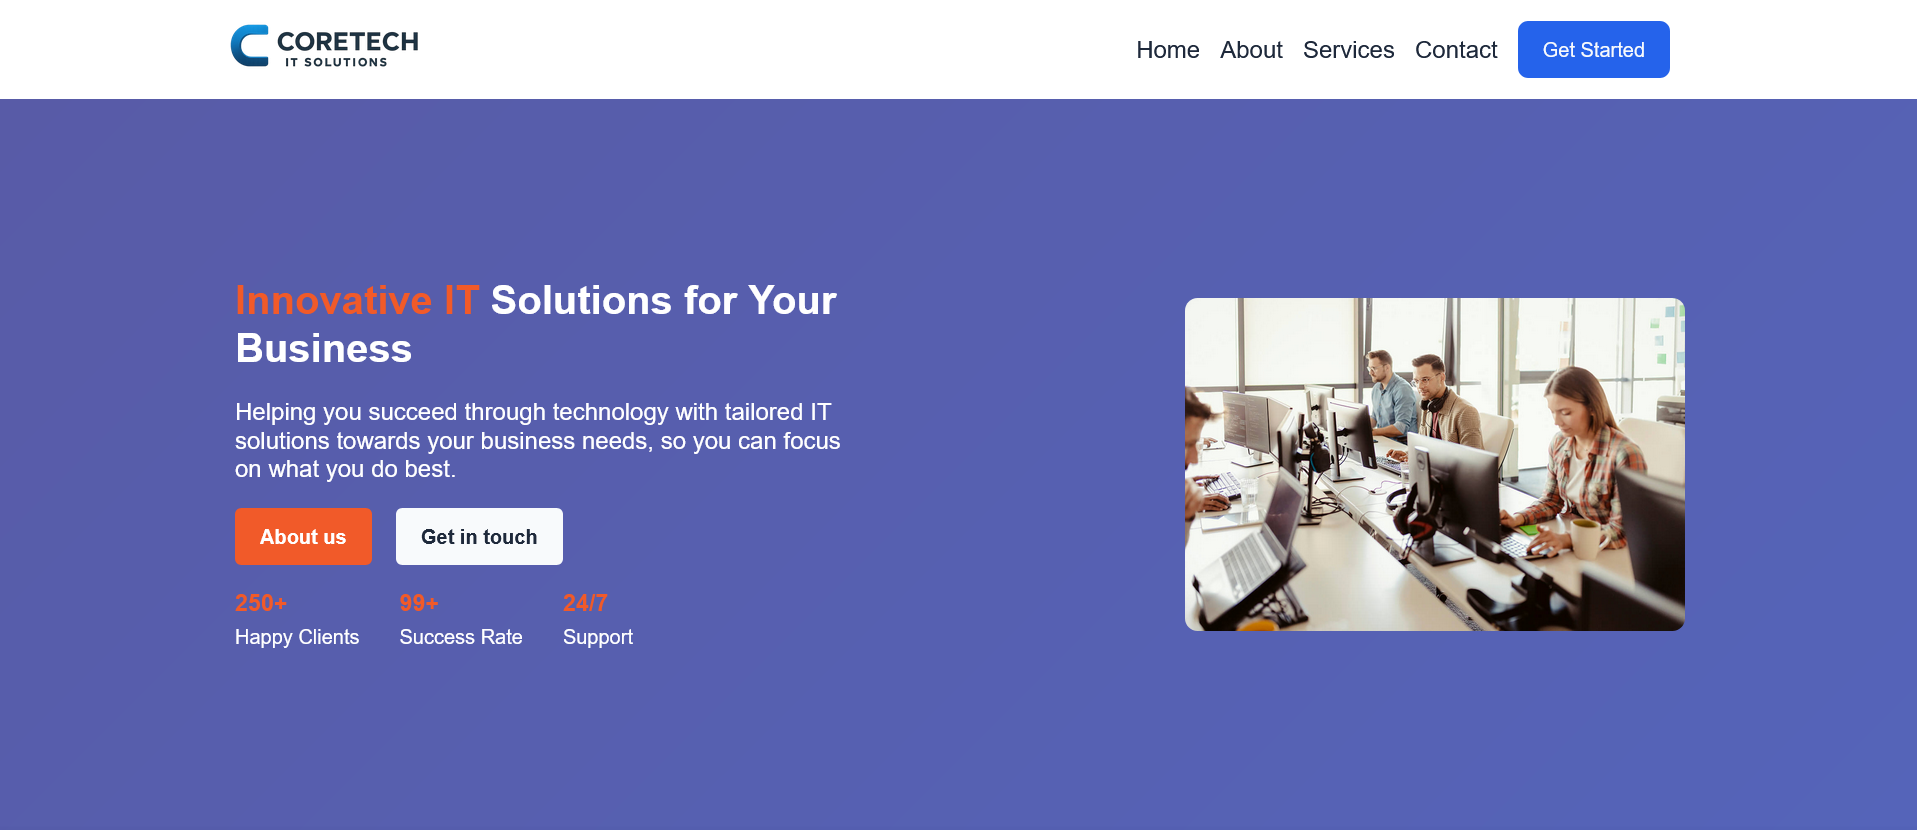 CORETECH
IT SOLUTIONS
Home About Services Contact Get Started
Innovative IT Solutions for Your
Business
Helping you succeed through technology with tailored IT
solutions towards your business needs, so you can focus
on what you do best.
About us Get in touch
250+ 99+ 24/7
Happy Clients Success Rate Support